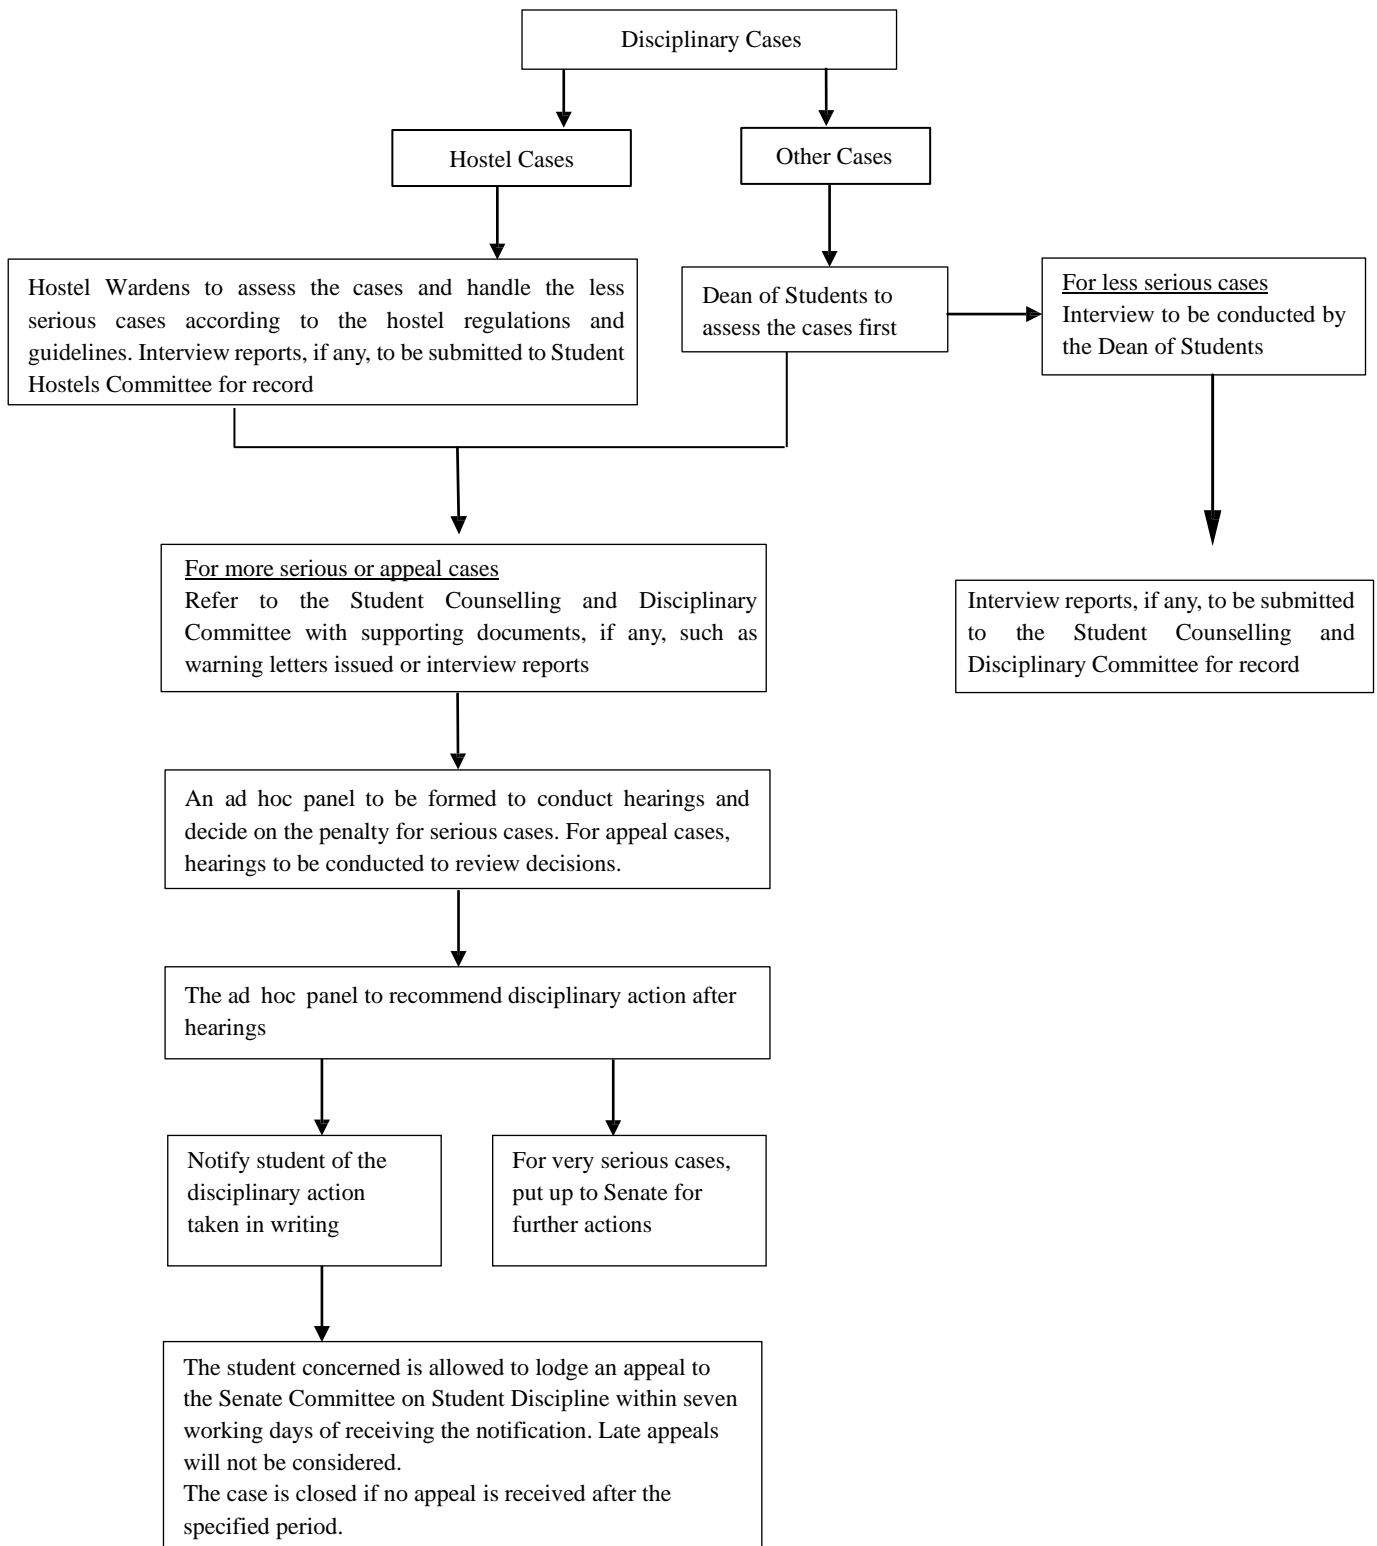 Disciplinary Cases
Hostel Cases
Other Cases
Hostel Wardens to assess the cases and handle the less
serious cases according to the hostel regulations and
guidelines. Interview reports, if any, to be submitted to Student
Hostels Committee for record
Dean of Students to
assess the cases first
For less serious cases
Interview to be conducted by
the Dean of Students
For more serious or appeal cases
Refer to the Student Counselling and Disciplinary
Committee with supporting documents, if any, such as
warning letters issued or interview reports
Interview reports, if any, to be submitted
to the Student Counselling and
Disciplinary Committee for record
An ad hoc panel to be formed to conduct hearings and
decide on the penalty for serious cases. For appeal cases,
hearings to be conducted to review decisions.
The ad hoc panel to recommend disciplinary action after
hearings
Notify student of the
disciplinary action
taken in writing
For very serious cases,
put up to Senate for
further actions
The student concerned is allowed to lodge an appeal to
the Senate Committee on Student Discipline within seven
working days of receiving the notification. Late appeals
will not be considered.
The case is closed if no appeal is received after the
specified period.